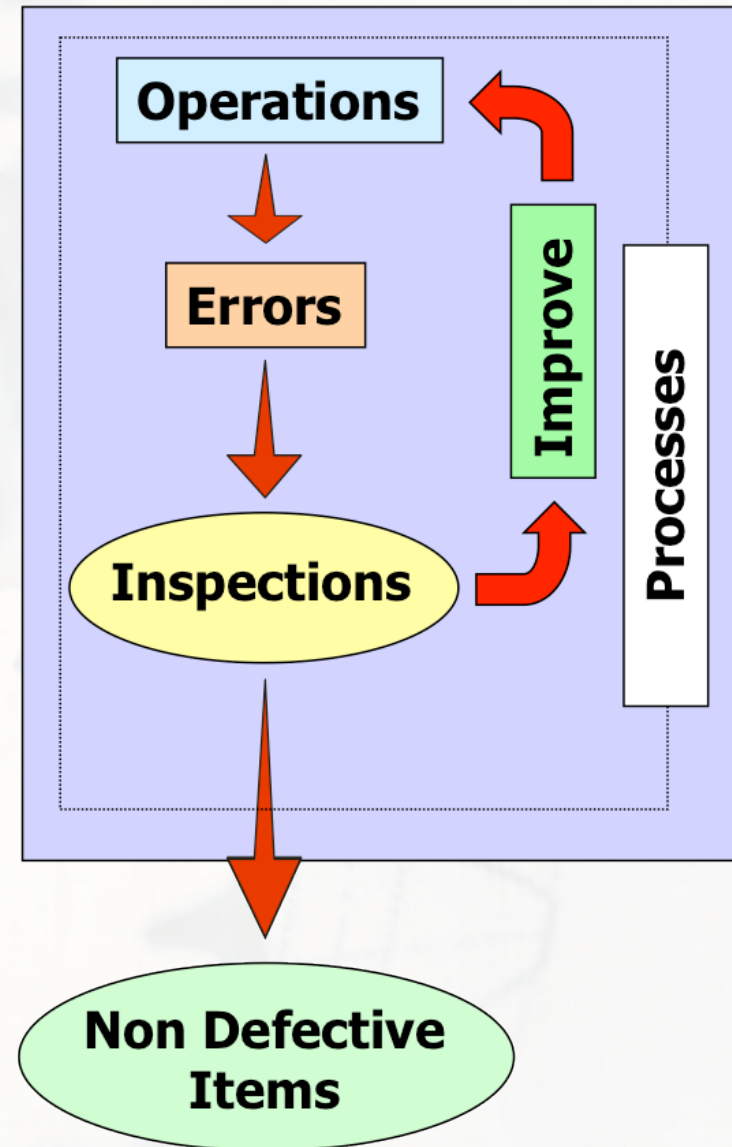 Operations
Errors
Inspections
Improve
Processes
Non Defective
Items